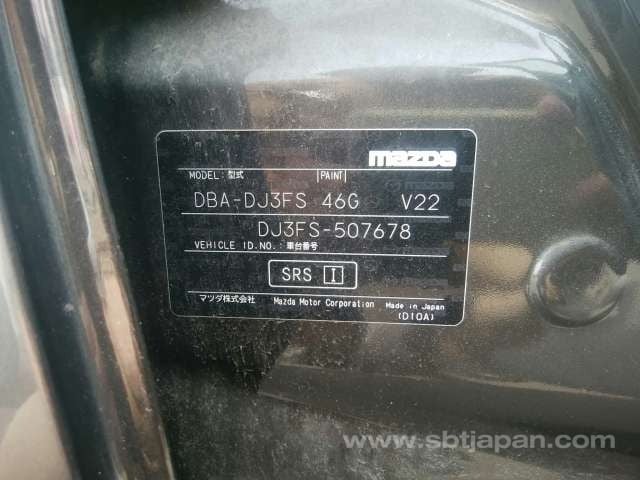 mazda
MODEL: 型式 PAINT
DBA-DJ3FS 46G V22
DJ3FS-507678
VEHICLE ID.NO.: 車台番号
SRS I
マツダ株式会社 Mazda Motor Corporation Made in Japan
(D10A)
www.sbtjapan.com